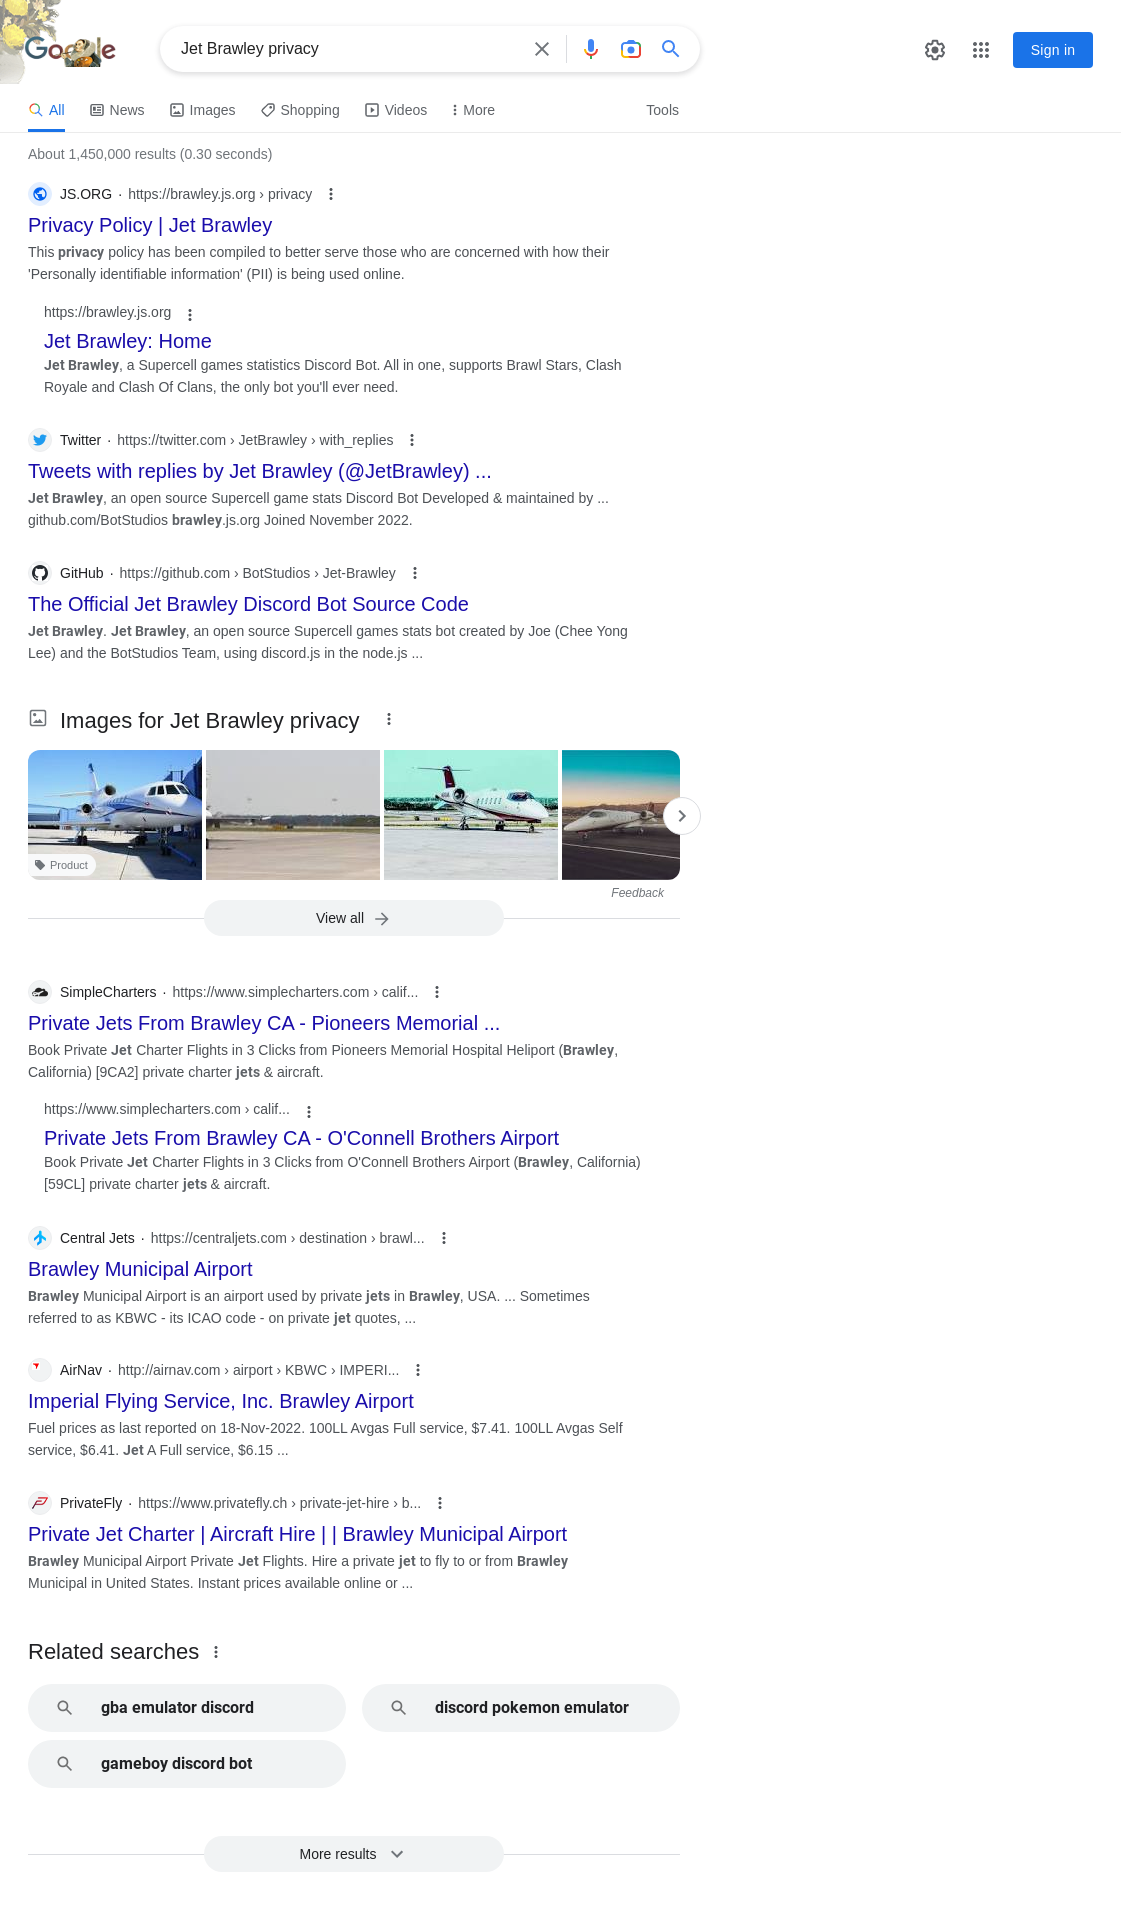 Google
Jet Brawley privacy
Sign in
All
News
Images
Shopping
Videos
More
Tools
About 1,450,000 results (0.30 seconds)
JS.ORG · https://brawley.js.org › privacy
Privacy Policy | Jet Brawley
This privacy policy has been compiled to better serve those who are concerned with how their
'Personally identifiable information' (PII) is being used online.
https://brawley.js.org
Jet Brawley: Home
Jet Brawley, a Supercell games statistics Discord Bot. All in one, supports Brawl Stars, Clash
Royale and Clash Of Clans, the only bot you'll ever need.
Twitter · https://twitter.com › JetBrawley › with_replies
Tweets with replies by Jet Brawley (@JetBrawley) ...
Jet Brawley, an open source Supercell game stats Discord Bot Developed & maintained by ...
github.com/BotStudios brawley.js.org Joined November 2022.
GitHub · https://github.com › BotStudios › Jet-Brawley
The Official Jet Brawley Discord Bot Source Code
Jet Brawley. Jet Brawley, an open source Supercell games stats bot created by Joe (Chee Yong
Lee) and the BotStudios Team, using discord.js in the node.js ...
Images for Jet Brawley privacy
Product
Feedback
View all
SimpleCharters · https://www.simplecharters.com › calif...
Private Jets From Brawley CA - Pioneers Memorial ...
Book Private Jet Charter Flights in 3 Clicks from Pioneers Memorial Hospital Heliport (Brawley,
California) [9CA2] private charter jets & aircraft.
https://www.simplecharters.com › calif...
Private Jets From Brawley CA - O'Connell Brothers Airport
Book Private Jet Charter Flights in 3 Clicks from O'Connell Brothers Airport (Brawley, California)
[59CL] private charter jets & aircraft.
Central Jets · https://centraljets.com › destination › brawl...
Brawley Municipal Airport
Brawley Municipal Airport is an airport used by private jets in Brawley, USA. ... Sometimes
referred to as KBWC - its ICAO code - on private jet quotes, ...
AirNav · http://airnav.com › airport › KBWC › IMPERI...
Imperial Flying Service, Inc. Brawley Airport
Fuel prices as last reported on 18-Nov-2022. 100LL Avgas Full service, $7.41. 100LL Avgas Self
service, $6.41. Jet A Full service, $6.15 ...
PrivateFly · https://www.privatefly.ch › private-jet-hire › b...
Private Jet Charter | Aircraft Hire | | Brawley Municipal Airport
Brawley Municipal Airport Private Jet Flights. Hire a private jet to fly to or from Brawley
Municipal in United States. Instant prices available online or ...
Related searches
gba emulator discord
discord pokemon emulator
gameboy discord bot
More results